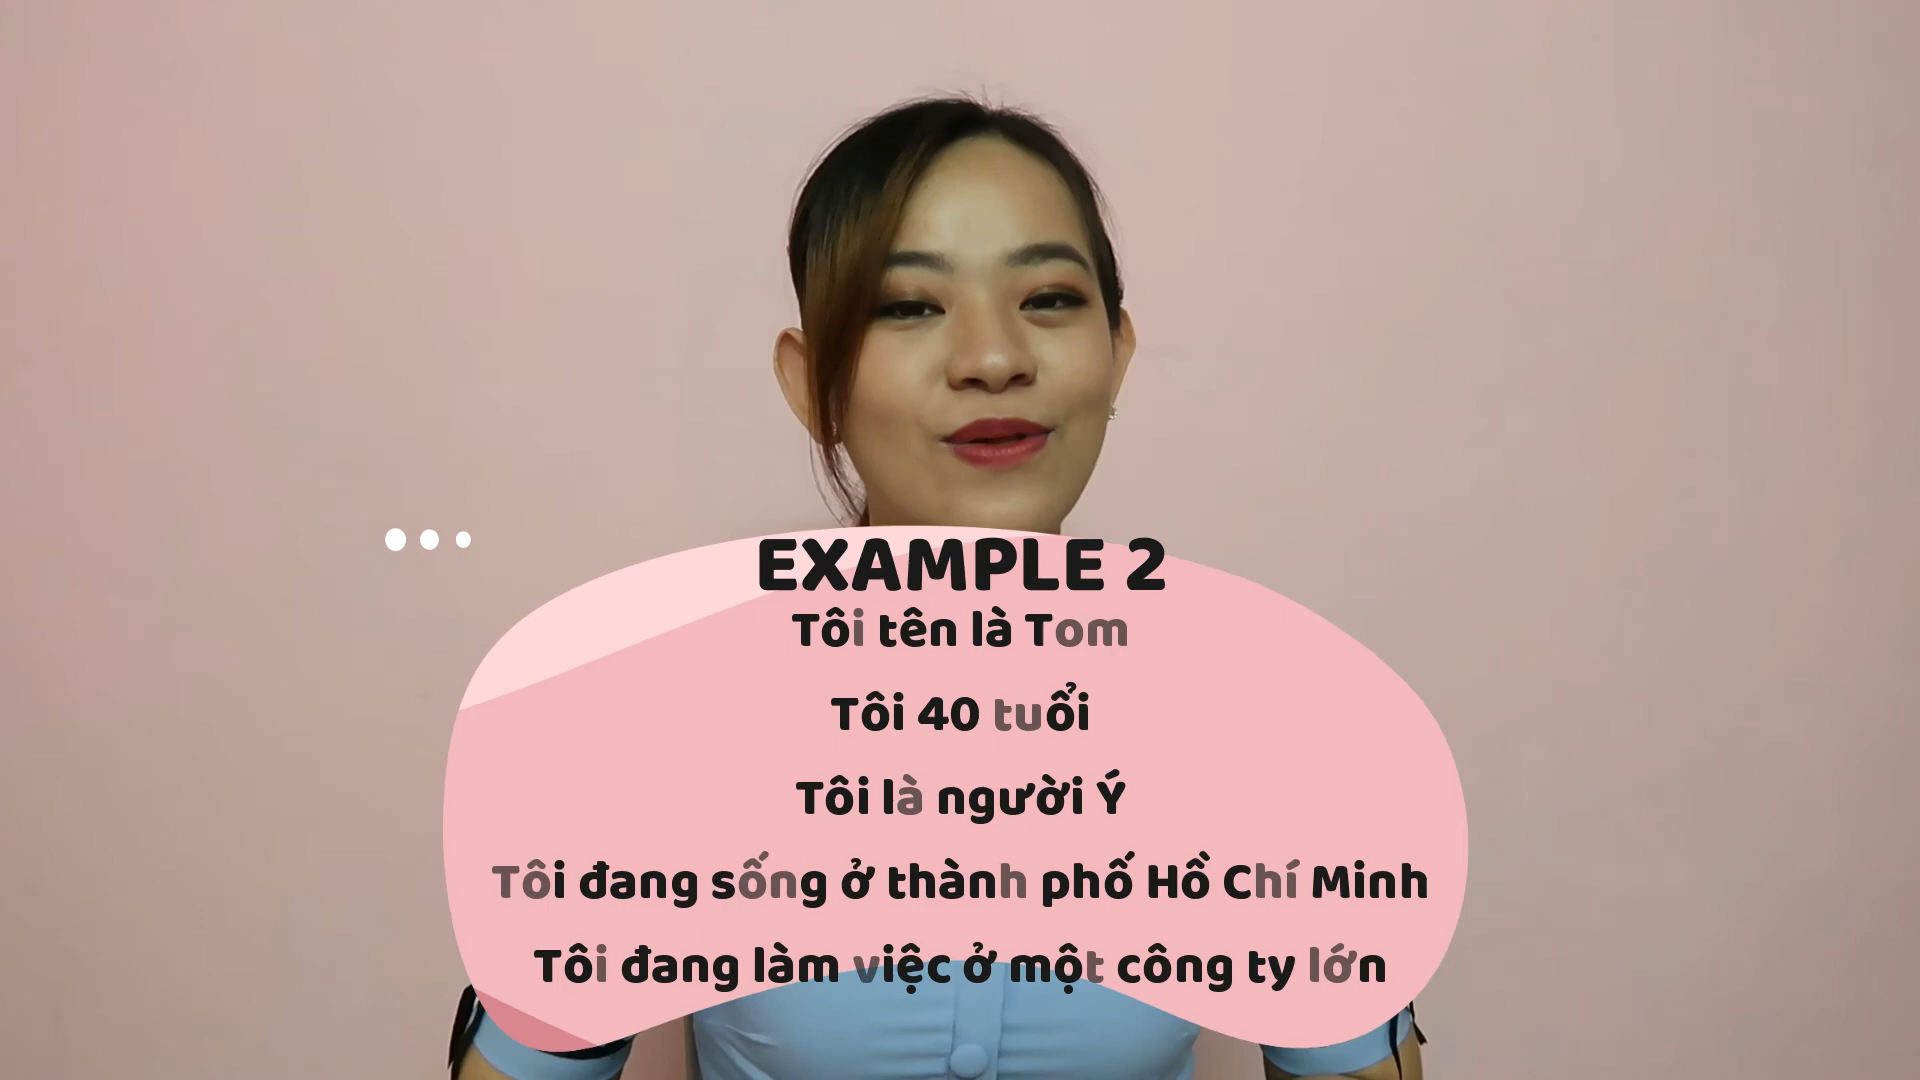 EXAMPLE 2
Tôi tên là Tom
Tôi 40 tuổi
Tôi là người Ý
Tôi đang sống ở thành phố Hồ Chí Minh
Tôi đang làm việc ở một công ty lớn